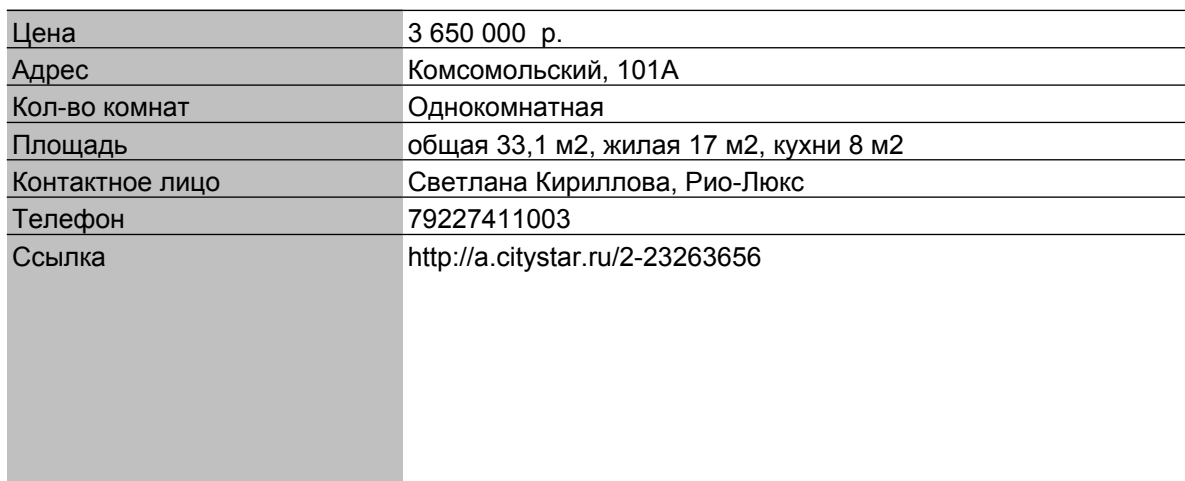 Цена 3 650 000 р.
Адрес Комсомольский, 101А
Кол-во комнат Однокомнатная
Площадь общая 33,1 м2, жилая 17 м2, кухни 8 м2
Контактное лицо Светлана Кириллова, Рио-Люкс
Телефон 79227411003
Ссылка http://a.citystar.ru/2-23263656